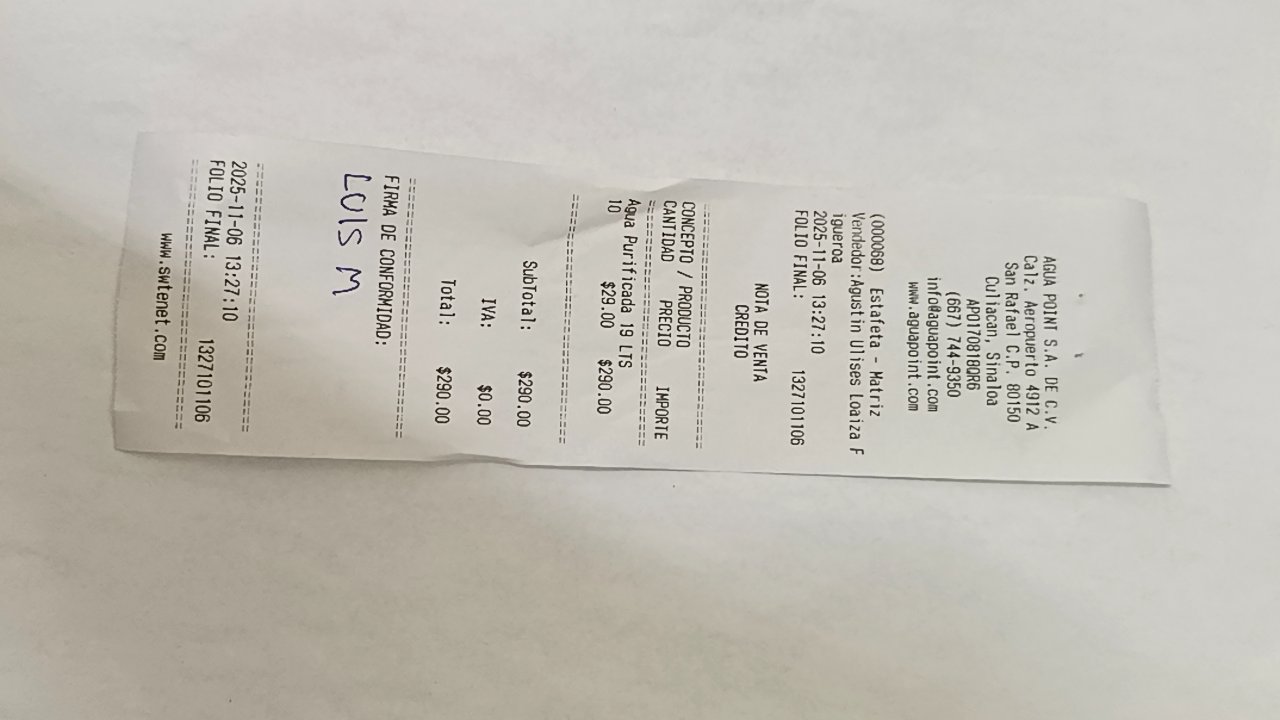 AGUA POINT S.A. DE C.V.
Calz. Aeropuerto 4912 A
San Rafael C.P. 80150
Culiacan, Sinaloa
APO170818QR6
(667) 744-9350
info@aguapoint.com
www.aguapoint.com
(000068) Estafeta - Matriz
Vendedor:Agustin Ulises Loaiza F
igueroa
2025-11-06 13:27:10
FOLIO FINAL: 1327101106
NOTA DE VENTA
CREDITO
================================
CONCEPTO / PRODUCTO
CANTIDAD PRECIO IMPORTE
================================
Agua Purificada 19 LTS
10 $29.00 $290.00
================================
SubTotal: $290.00
IVA: $0.00
Total: $290.00
================================
FIRMA DE CONFORMIDAD:
LUIS M
================================
2025-11-06 13:27:10
FOLIO FINAL: 1327101106
================================
www.swtenet.com